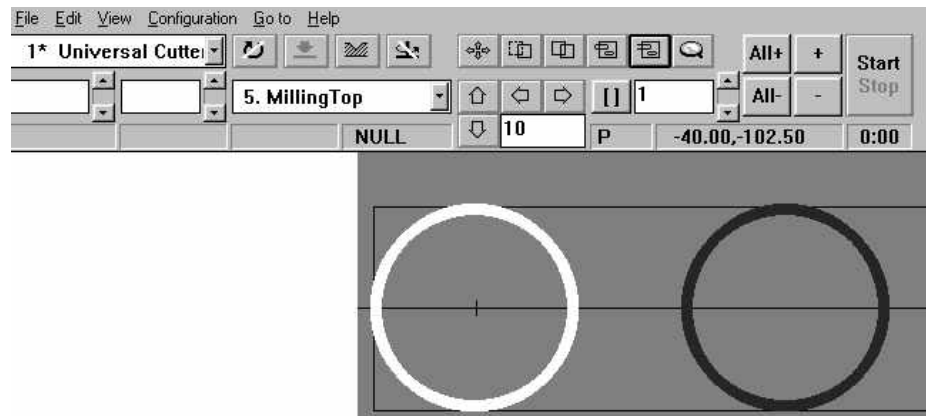 File Edit View Configuration Go to Help
1* Universal Cutter All+ + Start
Stop
5. MillingTop [ ] 1 All- -
NULL 10 P -40.00,-102.50 0:00